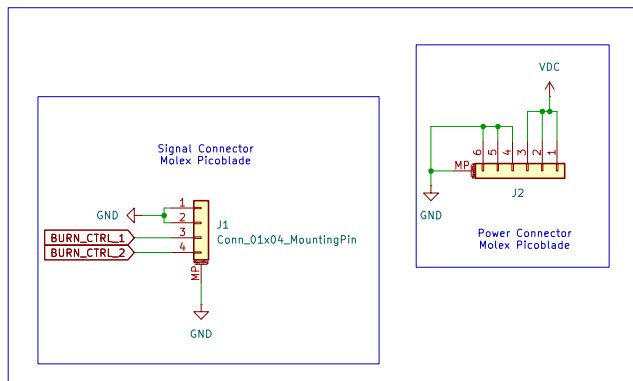 Signal Connector
Molex Picoblade
GND
1
2
3
4
BURN_CTRL_1
BURN_CTRL_2
J1
Conn_01x04_MountingPin
MP
GND
VDC
6
5
4
3
2
1
MP
J2
GND
Power Connector
Molex Picoblade